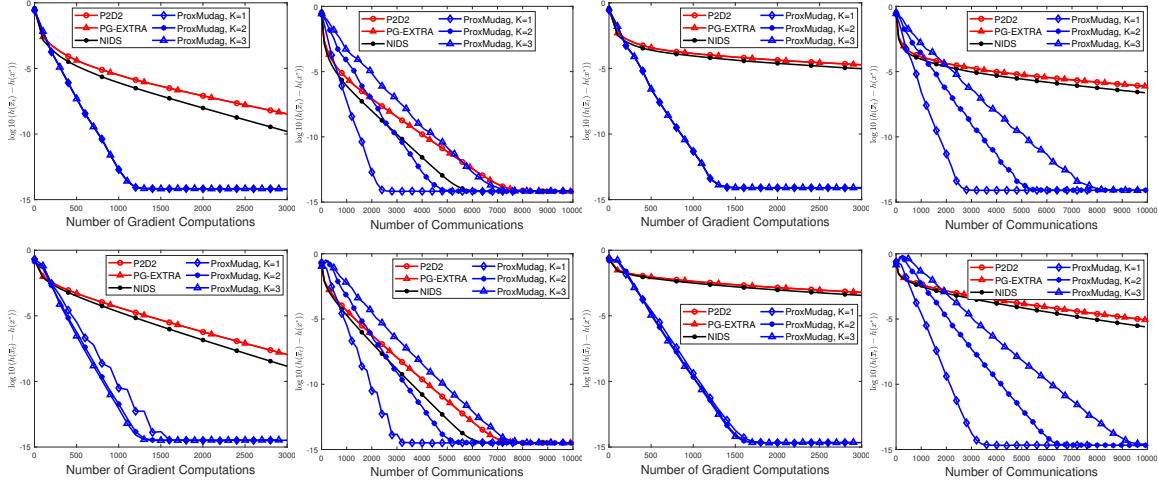 0
-5
-10
-15
0 500 1000 1500 2000 2500 3000
Number of Gradient Computations
log10 (h(x̄ₜ) − h(x*))
P2D2
PG-EXTRA
NIDS
ProxMudag, K=1
ProxMudag, K=2
ProxMudag, K=3
0
-5
-10
-15
0 1000 2000 3000 4000 5000 6000 7000 8000 9000 10000
Number of Communications
log10 (h(x̄ₜ) − h(x*))
P2D2
PG-EXTRA
NIDS
ProxMudag, K=1
ProxMudag, K=2
ProxMudag, K=3
0
-5
-10
-15
0 500 1000 1500 2000 2500 3000
Number of Gradient Computations
log10 (h(x̄ₜ) − h(x*))
P2D2
PG-EXTRA
NIDS
ProxMudag, K=1
ProxMudag, K=2
ProxMudag, K=3
0
-5
-10
-15
0 1000 2000 3000 4000 5000 6000 7000 8000 9000 10000
Number of Communications
log10 (h(x̄ₜ) − h(x*))
P2D2
PG-EXTRA
NIDS
ProxMudag, K=1
ProxMudag, K=2
ProxMudag, K=3
0
-5
-10
-15
0 500 1000 1500 2000 2500 3000
Number of Gradient Computations
log10 (h(x̄ₜ) − h(x*))
P2D2
PG-EXTRA
NIDS
ProxMudag, K=1
ProxMudag, K=2
ProxMudag, K=3
0
-5
-10
-15
0 1000 2000 3000 4000 5000 6000 7000 8000 9000 10000
Number of Communications
log10 (h(x̄ₜ) − h(x*))
P2D2
PG-EXTRA
NIDS
ProxMudag, K=1
ProxMudag, K=2
ProxMudag, K=3
0
-5
-10
-15
0 500 1000 1500 2000 2500 3000
Number of Gradient Computations
log10 (h(x̄ₜ) − h(x*))
P2D2
PG-EXTRA
NIDS
ProxMudag, K=1
ProxMudag, K=2
ProxMudag, K=3
0
-5
-10
-15
0 1000 2000 3000 4000 5000 6000 7000 8000 9000 10000
Number of Communications
log10 (h(x̄ₜ) − h(x*))
P2D2
PG-EXTRA
NIDS
ProxMudag, K=1
ProxMudag, K=2
ProxMudag, K=3